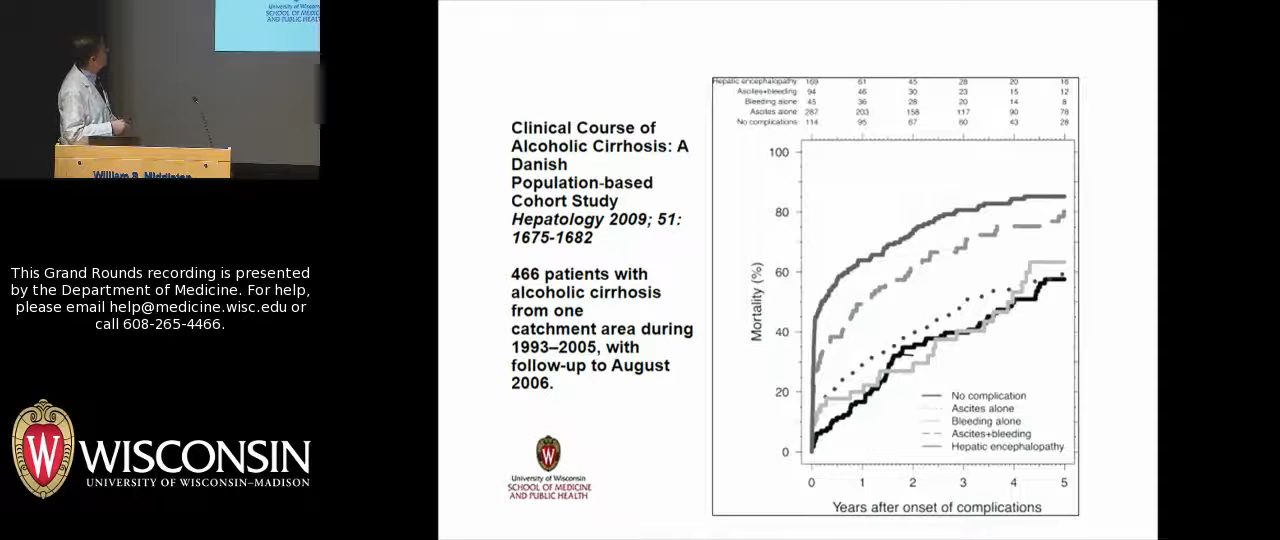 University of Wisconsin
SCHOOL OF MEDICINE
AND PUBLIC HEALTH
William S. Middleton
This Grand Rounds recording is presented
by the Department of Medicine. For help,
please email help@medicine.wisc.edu or
call 608-265-4466.
W
WISCONSIN
UNIVERSITY OF WISCONSIN–MADISON
Clinical Course of
Alcoholic Cirrhosis: A
Danish
Population-based
Cohort Study
Hepatology 2009; 51:
1675-1682
466 patients with
alcoholic cirrhosis
from one
catchment area during
1993–2005, with
follow-up to August
2006.
W
University of Wisconsin
SCHOOL OF MEDICINE
AND PUBLIC HEALTH
Hepatic encephalopathy 169 61 45 28 20 16
Ascites+bleeding 94 46 30 23 15 12
Bleeding alone 45 36 28 20 14 8
Ascites alone 287 203 158 117 90 78
No complications 114 95 67 60 43 28
100
80
60
40
20
0
Mortality (%)
No complication
Ascites alone
Bleeding alone
Ascites+bleeding
Hepatic encephalopathy
0 1 2 3 4 5
Years after onset of complications